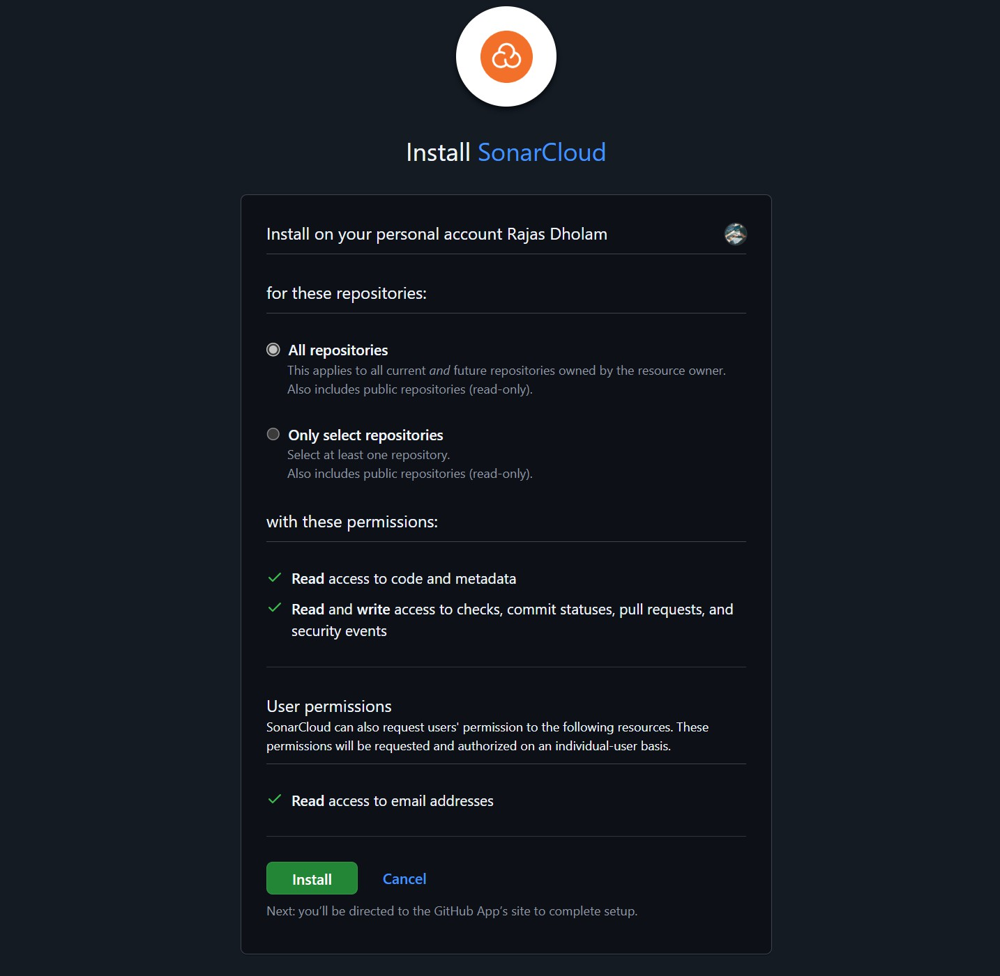 Install SonarCloud
Install on your personal account Rajas Dholam
for these repositories:
All repositories
This applies to all current and future repositories owned by the resource owner.
Also includes public repositories (read-only).
Only select repositories
Select at least one repository.
Also includes public repositories (read-only).
with these permissions:
Read access to code and metadata
Read and write access to checks, commit statuses, pull requests, and
security events
User permissions
SonarCloud can also request users' permission to the following resources. These
permissions will be requested and authorized on an individual-user basis.
Read access to email addresses
Install Cancel
Next: you’ll be directed to the GitHub App’s site to complete setup.